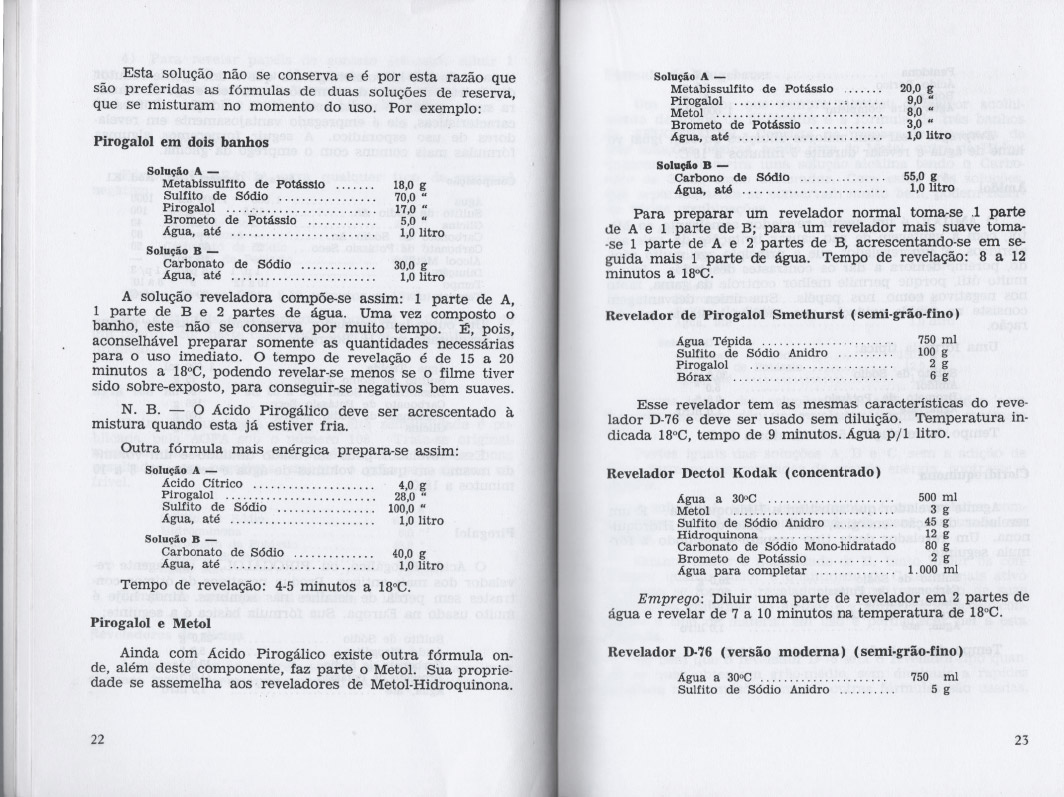 Esta solução não se conserva e é por esta razão que
são preferidas as fórmulas de duas soluções de reserva,
que se misturam no momento do uso. Por exemplo:
Pirogalol em dois banhos
Solução A —
Metabissulfito de Potássio ....... 18,0 g
Sulfito de Sódio ................. 70,0 “
Pirogalol .......................... 17,0 “
Brometo de Potássio ............ 5,0 “
Água, até ......................... 1,0 litro
Solução B —
Carbonato de Sódio ............. 30,0 g
Água, até ......................... 1,0 litro
A solução reveladora compõe-se assim: 1 parte de A,
1 parte de B e 2 partes de água. Uma vez composto o
banho, este não se conserva por muito tempo. É, pois,
aconselhável preparar somente as quantidades necessárias
para o uso imediato. O tempo de revelação é de 15 a 20
minutos a 18ºC, podendo revelar-se menos se o filme tiver
sido sobre-exposto, para conseguir-se negativos bem suaves.
N. B. — O Ácido Pirogálico deve ser acrescentado à
mistura quando esta já estiver fria.
Outra fórmula mais enérgica prepara-se assim:
Solução A —
Ácido Cítrico ..................... 4,0 g
Pirogalol .......................... 28,0 “
Sulfito de Sódio ................. 100,0 “
Água, até ......................... 1,0 litro
Solução B —
Carbonato de Sódio .............. 40,0 g
Água, até ......................... 1,0 litro
Tempo de revelação: 4-5 minutos a 18ºC.
Pirogalol e Metol
Ainda com Ácido Pirogálico existe outra fórmula on-
de, além deste componente, faz parte o Metol. Sua proprie-
dade se assemelha aos reveladores de Metol-Hidroquinona.
22
Solução A —
Metabissulfito de Potássio ....... 20,0 g
Pirogalol .......................... 9,0 “
Metol ............................. 8,0 “
Brometo de Potássio ............. 3,0 “
Água, até ......................... 1,0 litro
Solução B —
Carbono de Sódio ............... 55,0 g
Água, até ......................... 1,0 litro
Para preparar um revelador normal toma-se 1 parte
de A e 1 parte de B; para um revelador mais suave toma-
-se 1 parte de A e 2 partes de B, acrescentando-se em se-
guida mais 1 parte de água. Tempo de revelação: 8 a 12
minutos a 18ºC.
Revelador de Pirogalol Smethurst (semi-grão-fino)
Água Tépida ....................... 750 ml
Sulfito de Sódio Anidro .......... 100 g
Pirogalol ......................... 2 g
Bórax ............................ 6 g
Esse revelador tem as mesmas características do reve-
lador D-76 e deve ser usado sem diluição. Temperatura in-
dicada 18ºC, tempo de 9 minutos. Água p/1 litro.
Revelador Dectol Kodak (concentrado)
Água a 30ºC ...................... 500 ml
Metol ............................. 3 g
Sulfito de Sódio Anidro ........... 45 g
Hidroquinona ..................... 12 g
Carbonato de Sódio Mono-hidratado 80 g
Brometo de Potássio .............. 2 g
Água para completar .............. 1.000 ml
Emprego: Diluir uma parte de revelador em 2 partes de
água e revelar de 7 a 10 minutos na temperatura de 18ºC.
Revelador D-76 (versão moderna) (semi-grão-fino)
Água a 30ºC ...................... 750 ml
Sulfito de Sódio Anidro .......... 5 g
23